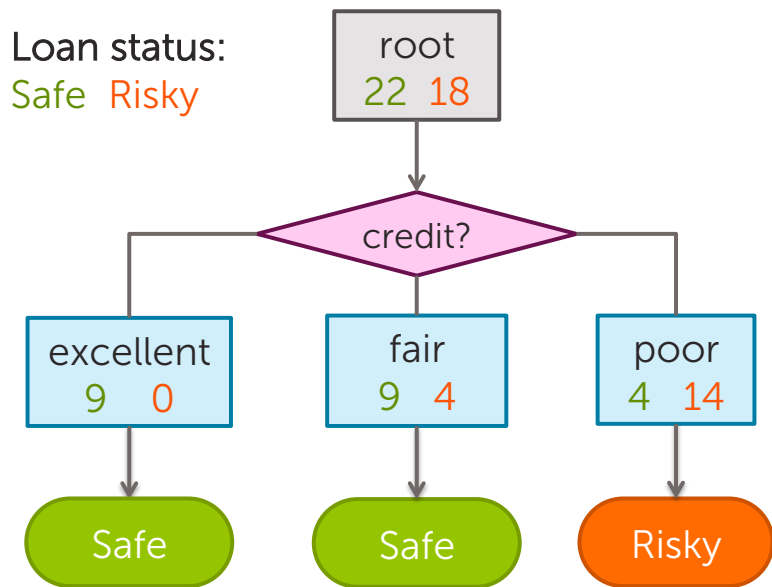 Loan status:
Safe Risky
root
22 18
credit?
excellent
9 0
fair
9 4
poor
4 14
Safe
Safe
Risky